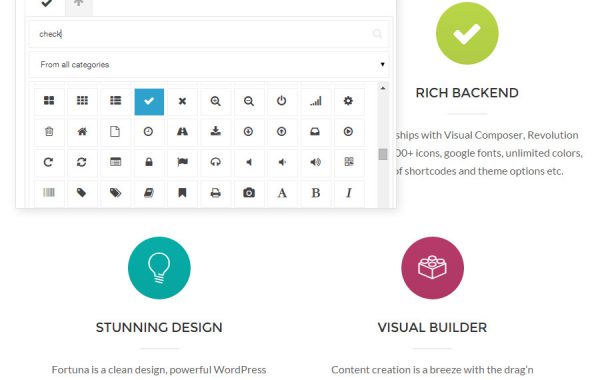 check
From all categories
A B I
RICH BACKEND
ships with Visual Composer, Revolution
00+ icons, google fonts, unlimited colors,
of shortcodes and theme options etc.
STUNNING DESIGN
VISUAL BUILDER
Fortuna is a clean design, powerful WordPress
Content creation is a breeze with the drag'n